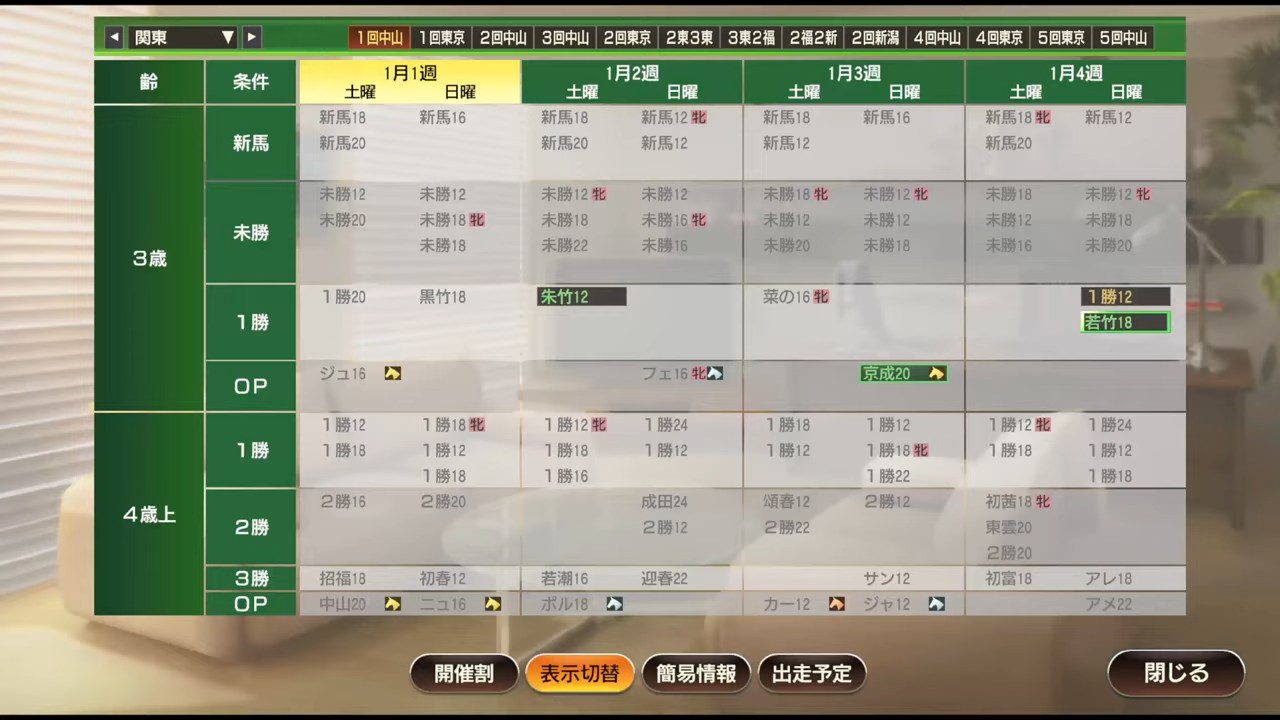 ◀ 関東 ▼ ▶ 1回中山 1回東京 2回中山 3回中山 2回東京 2東3東 3東2福 2福2新 2回新潟 4回中山 4回東京 5回東京 5回中山
齢 条件 1月1週 1月2週 1月3週 1月4週
土曜 日曜 土曜 日曜 土曜 日曜 土曜 日曜
3歳
新馬
新馬18 新馬16 新馬18 新馬12牝 新馬18 新馬16 新馬18牝 新馬12
新馬20 新馬20 新馬12 新馬12 新馬20
未勝
未勝12 未勝12 未勝12牝 未勝12 未勝18牝 未勝12牝 未勝18 未勝12牝
未勝20 未勝18牝 未勝18 未勝16牝 未勝12 未勝12 未勝12 未勝18
未勝18 未勝22 未勝16 未勝20 未勝18 未勝16 未勝20
1勝
1勝20 黒竹18 朱竹12 菜の16牝 1勝12
若竹18
OP
ジュ16 フェ16牝 京成20
4歳上
1勝
1勝12 1勝18牝 1勝12牝 1勝24 1勝18 1勝12 1勝12牝 1勝24
1勝18 1勝12 1勝18 1勝12 1勝12 1勝18牝 1勝18 1勝12
1勝18 1勝16 1勝22 1勝18
2勝
2勝16 2勝20 成田24 頌春12 2勝12 初茜18牝
2勝12 2勝22 東雲20
2勝20
3勝
招福18 初春12 若潮16 迎春22 サン12 初富18 アレ18
OP
中山20 ニュ16 ポル18 カー12 ジャ12 アメ22
開催割 表示切替 簡易情報 出走予定 閉じる